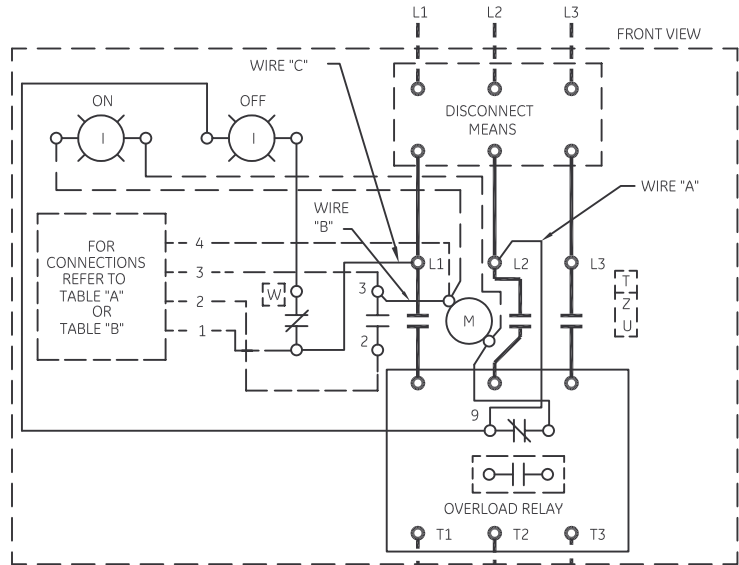 L1 L2 L3
FRONT VIEW
WIRE "C"
ON OFF
DISCONNECT
MEANS
I I
WIRE "A"
WIRE
"B"
FOR
CONNECTIONS
REFER TO
TABLE "A"
OR
TABLE "B"
4
3
2
1
W
3
2
L1 L2 L3
M
T
Z
U
9
OVERLOAD RELAY
T1 T2 T3